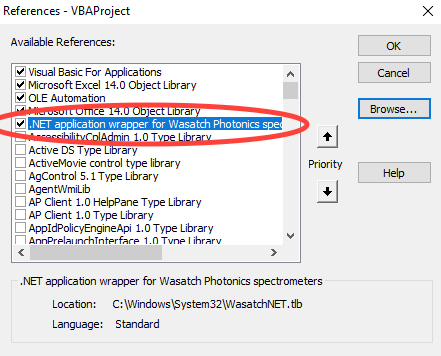 References - VBAProject
Available References:
OK
Cancel
Browse...
Help
Priority
Visual Basic For Applications
Microsoft Excel 14.0 Object Library
OLE Automation
Microsoft Office 14.0 Object Library
.NET application wrapper for Wasatch Photonics spec
AccessibilityCplAdmin 1.0 Type Library
Active DS Type Library
ActiveMovie control type library
AgControl 5.1 Type Library
AgentWmiLib
AP Client 1.0 HelpPane Type Library
AP Client 1.0 Type Library
AppIdPolicyEngineApi 1.0 Type Library
AppPrelaunchInterface 1.0 Type Library
.NET application wrapper for Wasatch Photonics spectrometers
Location: C:\Windows\System32\WasatchNET.tlb
Language: Standard